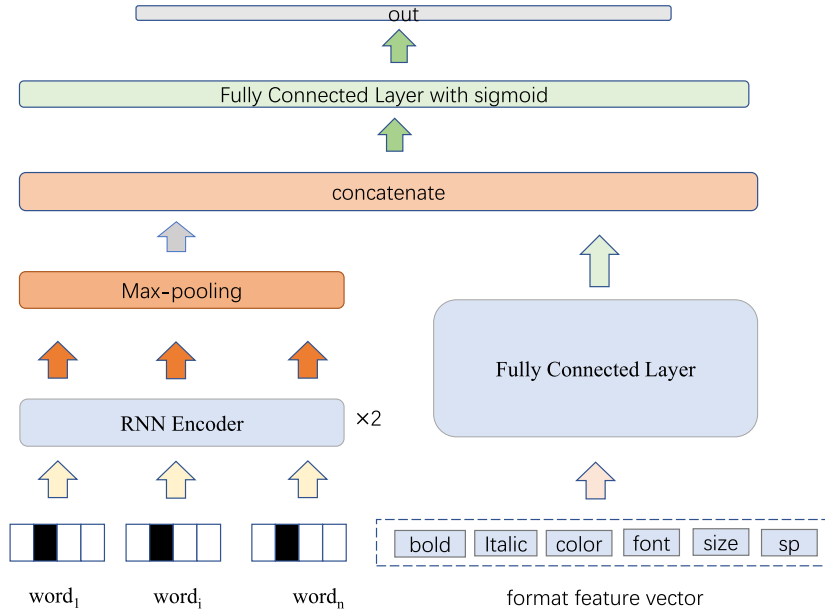 out
Fully Connected Layer with sigmoid
concatenate
Max-pooling
Fully Connected Layer
RNN Encoder
×2
bold Italic color font size sp
word₁ wordᵢ wordₙ format feature vector